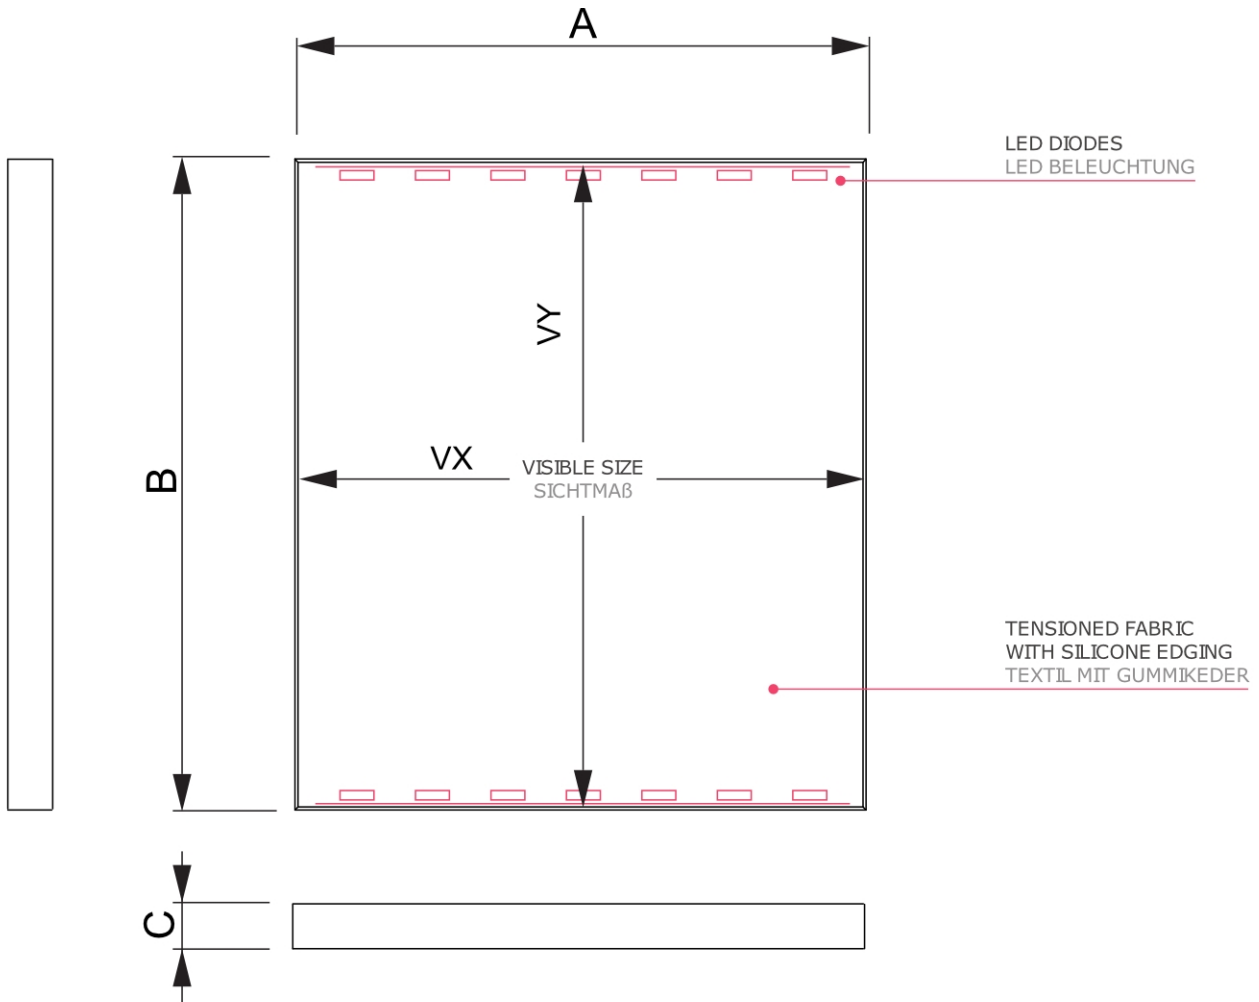 A
LED DIODES
LED BELEUCHTUNG
VY
B
VX
VISIBLE SIZE
SICHTMAß
TENSIONED FABRIC
WITH SILICONE EDGING
TEXTIL MIT GUMMIKEDER
C